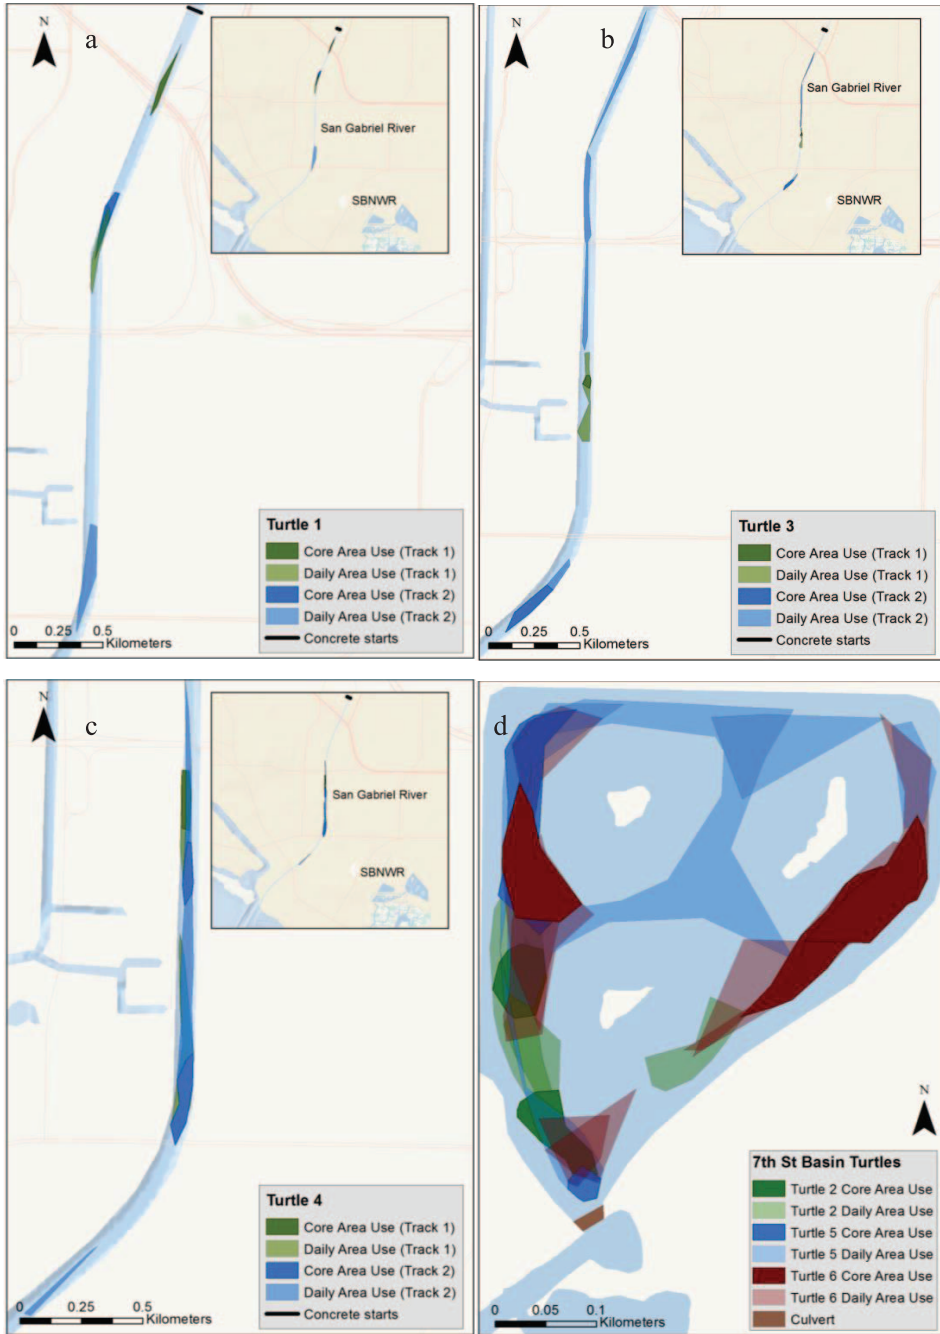 a
N
San Gabriel River
SBNWR
Turtle 1
Core Area Use (Track 1)
Daily Area Use (Track 1)
Core Area Use (Track 2)
Daily Area Use (Track 2)
Concrete starts
0 0.25 0.5
Kilometers
b
N
San Gabriel River
SBNWR
Turtle 3
Core Area Use (Track 1)
Daily Area Use (Track 1)
Core Area Use (Track 2)
Daily Area Use (Track 2)
Concrete starts
0 0.25 0.5
Kilometers
c
N
San Gabriel River
SBNWR
Turtle 4
Core Area Use (Track 1)
Daily Area Use (Track 1)
Core Area Use (Track 2)
Daily Area Use (Track 2)
Concrete starts
0 0.25 0.5
Kilometers
d
N
7th St Basin Turtles
Turtle 2 Core Area Use
Turtle 2 Daily Area Use
Turtle 5 Core Area Use
Turtle 5 Daily Area Use
Turtle 6 Core Area Use
Turtle 6 Daily Area Use
Culvert
0 0.05 0.1
Kilometers